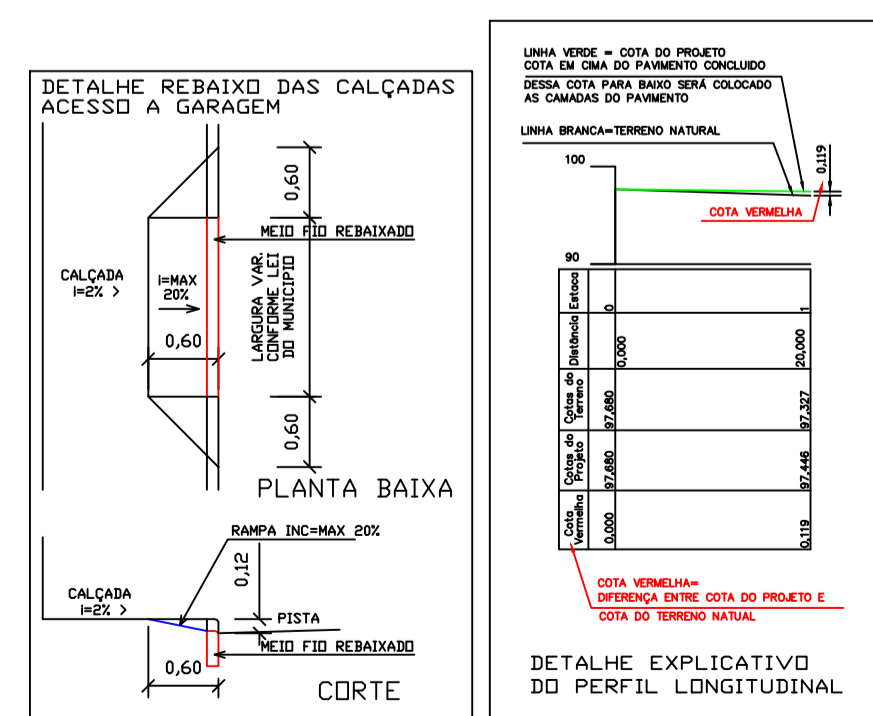 DETALHE REBAIXO DAS CALÇADAS
ACESSO A GARAGEM
0,60
MEIO FIO REBAIXADO
CALÇADA
i=2% >
i=MAX
20%
0,60
LARGURA VAR.
CONFORME LEI
DO MUNICIPIO
0,60
PLANTA BAIXA
RAMPA INC=MAX 20%
0,12
CALÇADA
i=2% >
PISTA
MEIO FIO REBAIXADO
0,60
CORTE
LINHA VERDE = COTA DO PROJETO
COTA EM CIMA DO PAVIMENTO CONCLUIDO
DESSA COTA PARA BAIXO SERÁ COLOCADO
AS CAMADAS DO PAVIMENTO
LINHA BRANCA=TERRENO NATURAL
0,119
100
COTA VERMELHA
90
Estaca
0
1
Distância
0,000
20,000
Cotas do
Terreno
97.680
97.327
Cotas do
Projeto
97.680
97.446
Cota
Vermelha
0,000
0,119
COTA VERMELHA=
DIFERENÇA ENTRE COTA DO PROJETO E
COTA DO TERRENO NATUAL
DETALHE EXPLICATIVO
DO PERFIL LONGITUDINAL